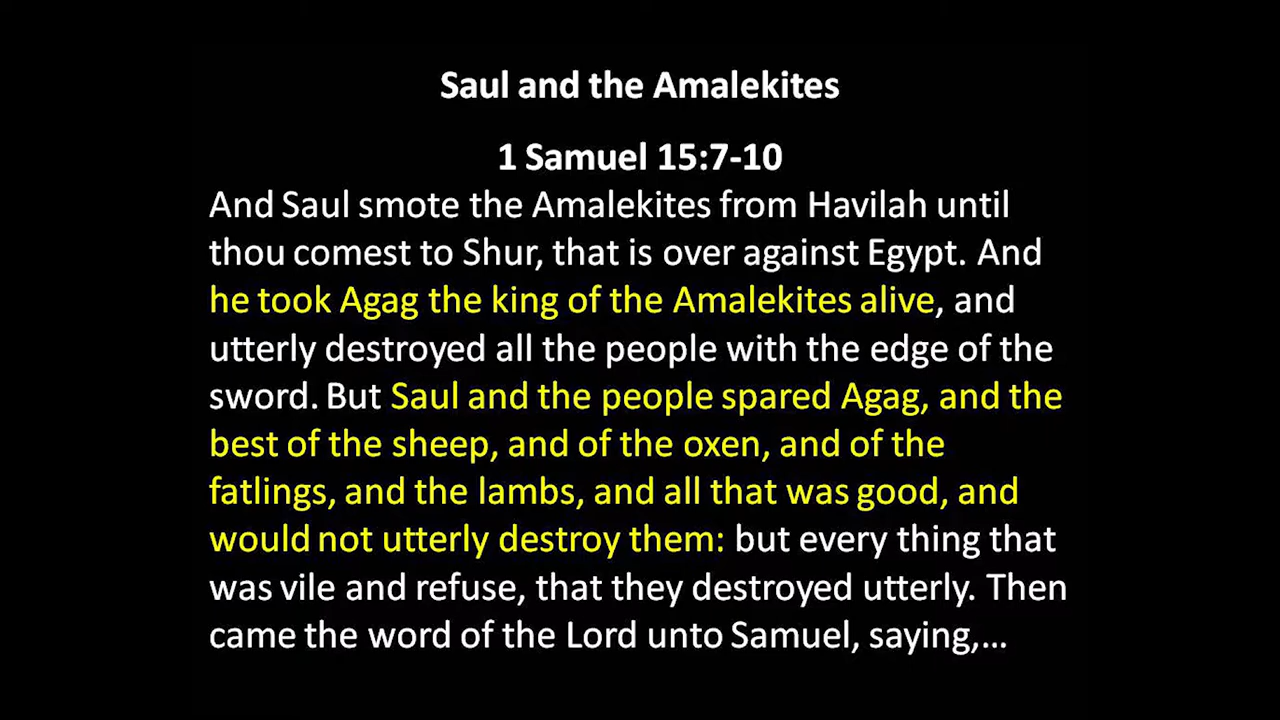 Saul and the Amalekites
1 Samuel 15:7-10
And Saul smote the Amalekites from Havilah until
thou comest to Shur, that is over against Egypt. And
he took Agag the king of the Amalekites alive, and
utterly destroyed all the people with the edge of the
sword. But Saul and the people spared Agag, and the
best of the sheep, and of the oxen, and of the
fatlings, and the lambs, and all that was good, and
would not utterly destroy them: but every thing that
was vile and refuse, that they destroyed utterly. Then
came the word of the Lord unto Samuel, saying,…